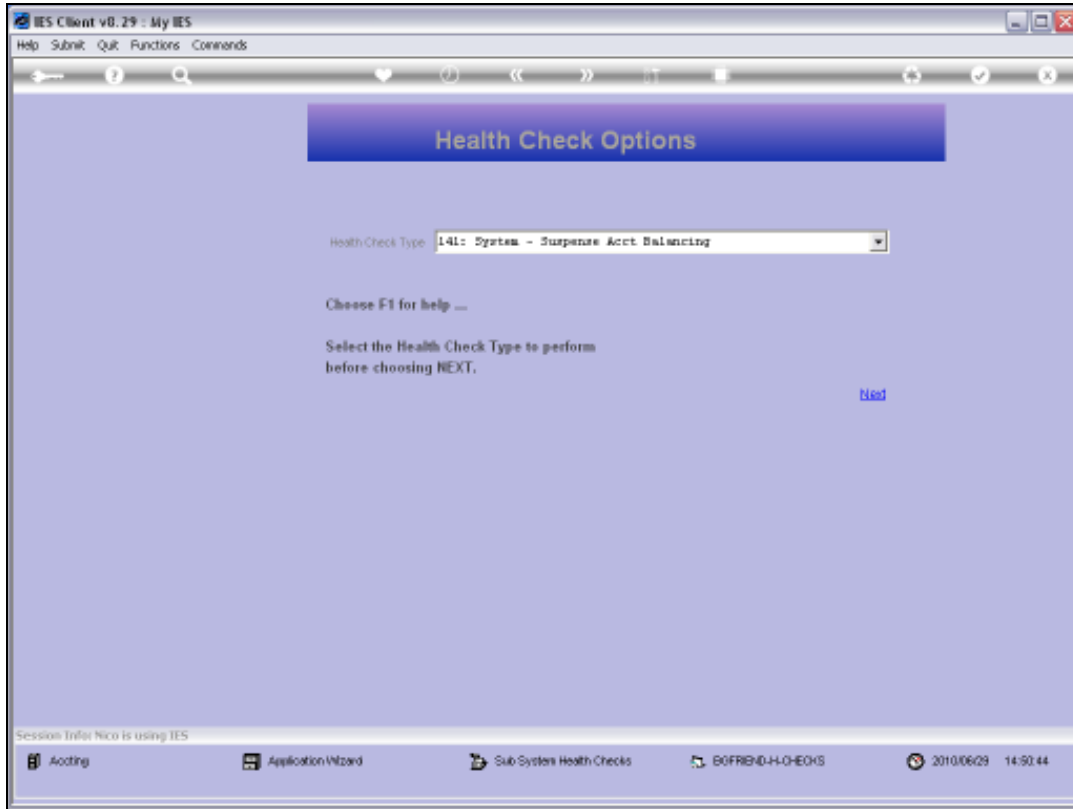 IES Client v8.29 : My IES
Help Submit Quit Functions Commands
Health Check Options
Health Check Type 141: System - Suspense Acct Balancing
Choose F1 for help ...
Select the Health Check Type to perform
before choosing NEXT.
Next
Session Info: Nico is using IES
Accting Application Wizard Sub System Health Checks BGFRIEND-H-CHECKS 2010/06/29 14:50:44